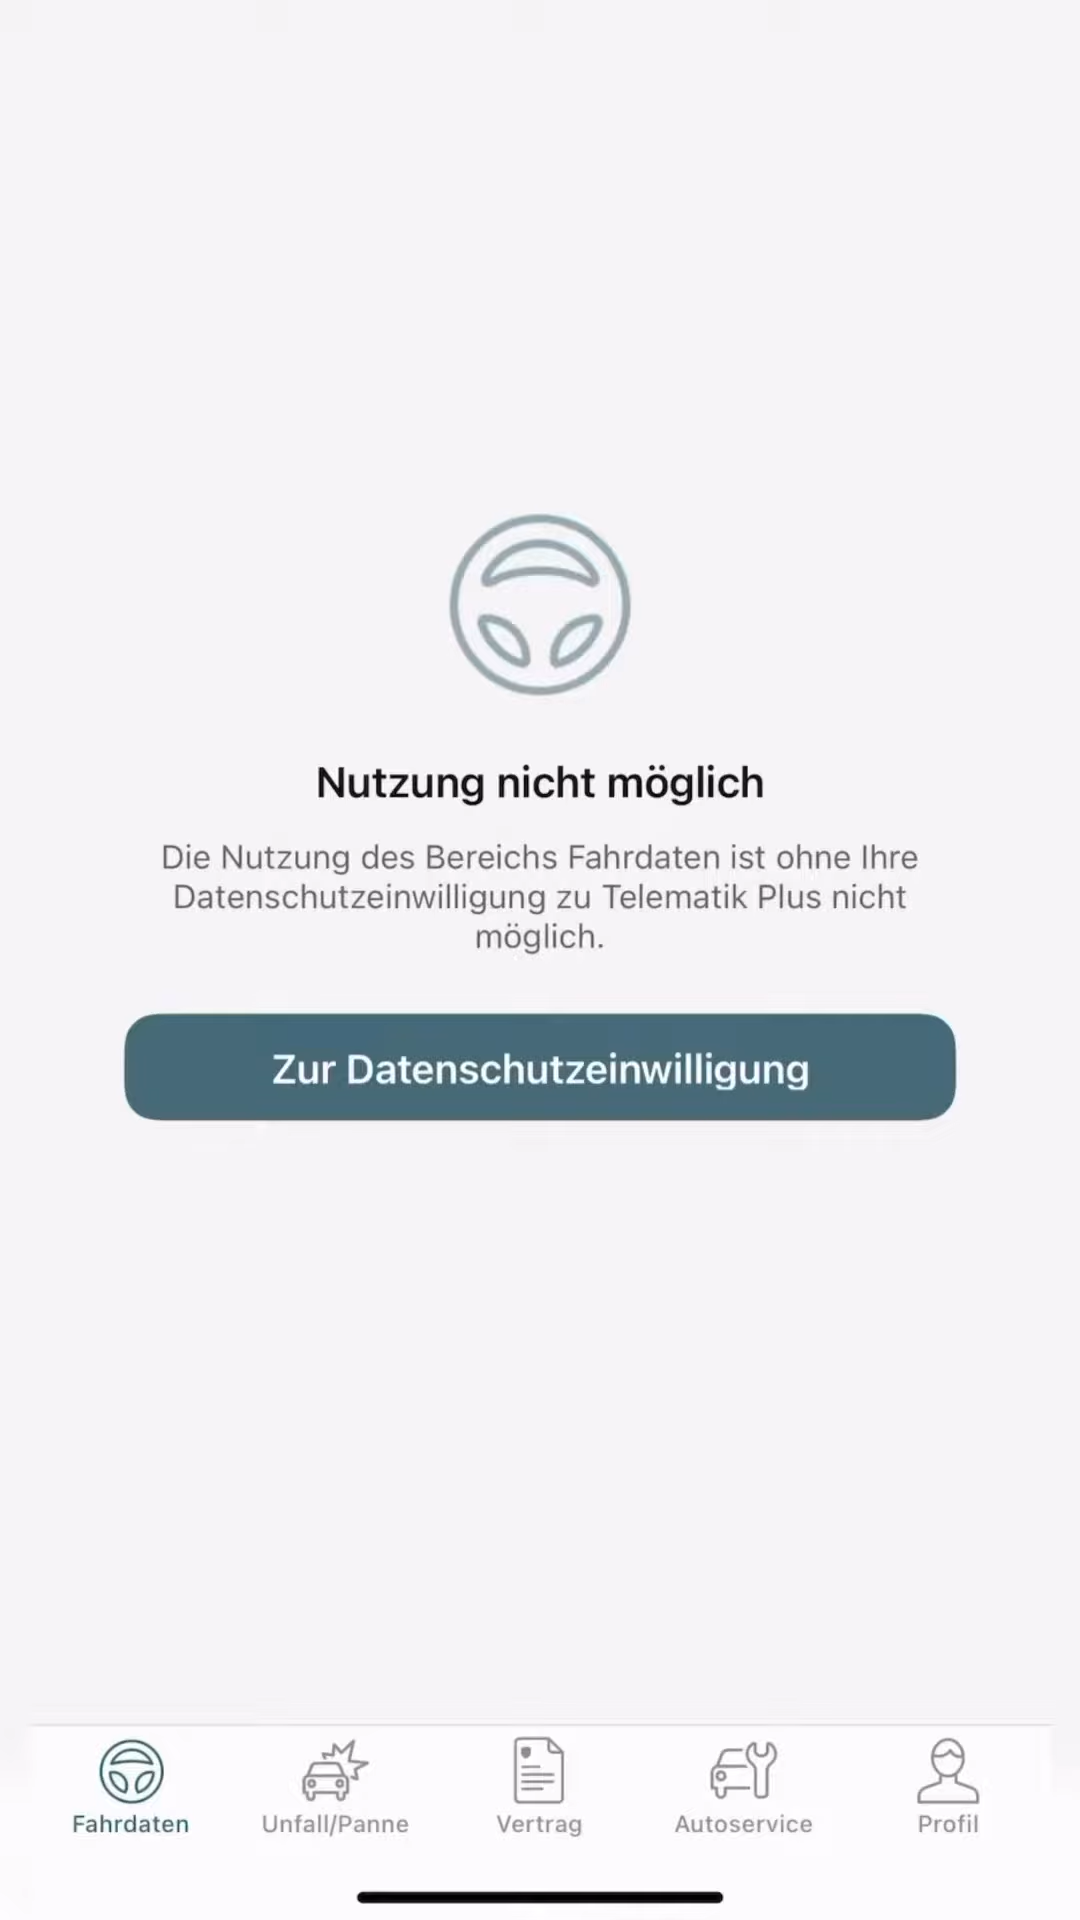 Nutzung nicht möglich
Die Nutzung des Bereichs Fahrdaten ist ohne Ihre
Datenschutzeinwilligung zu Telematik Plus nicht
möglich.
Zur Datenschutzeinwilligung
Fahrdaten
Unfall/Panne
Vertrag
Autoservice
Profil